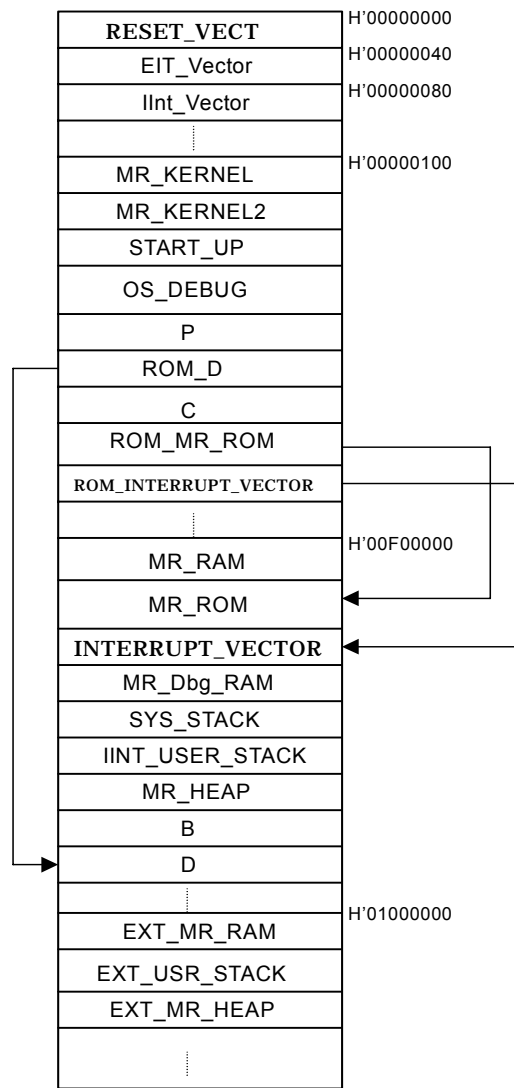 RESET_VECT H'00000000
EIT_Vector H'00000040
IInt_Vector H'00000080
MR_KERNEL H'00000100
MR_KERNEL2
START_UP
OS_DEBUG
P
ROM_D
C
ROM_MR_ROM
ROM_INTERRUPT_VECTOR
MR_RAM H'00F00000
MR_ROM
INTERRUPT_VECTOR
MR_Dbg_RAM
SYS_STACK
IINT_USER_STACK
MR_HEAP
B
D
EXT_MR_RAM H'01000000
EXT_USR_STACK
EXT_MR_HEAP